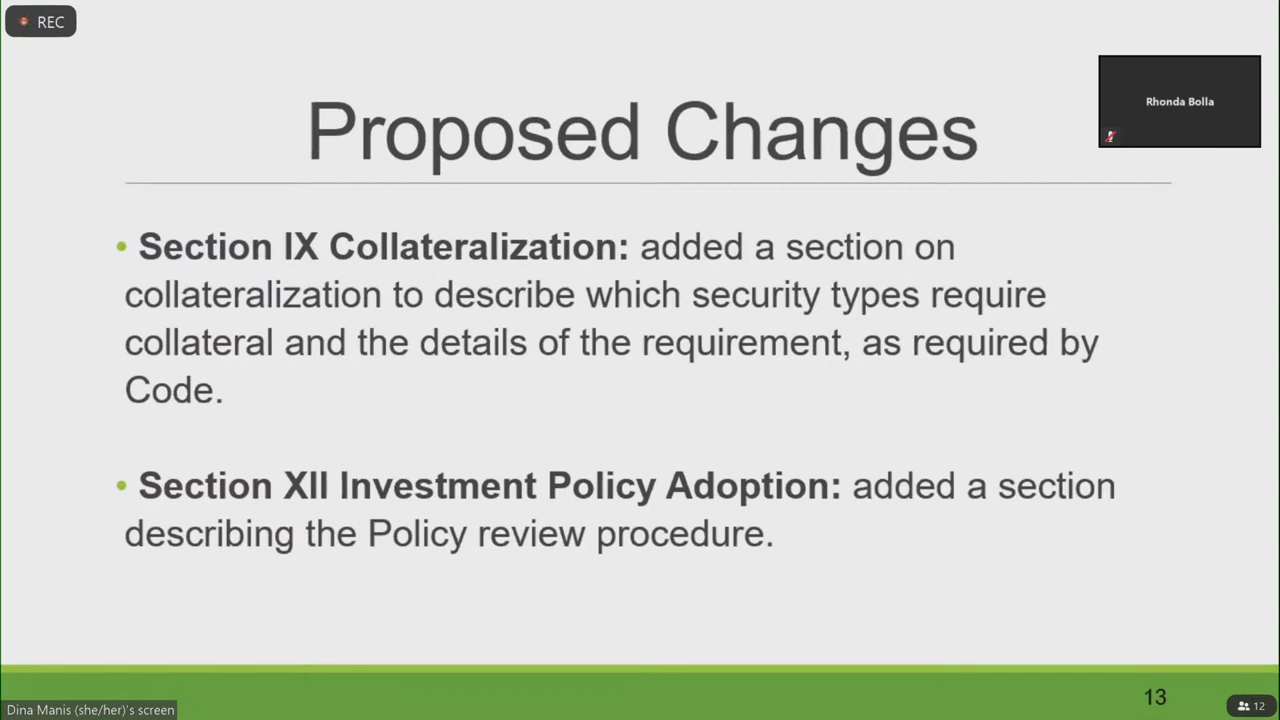 REC
Rhonda Bolla
Proposed Changes
• Section IX Collateralization: added a section on
collateralization to describe which security types require
collateral and the details of the requirement, as required by
Code.
• Section XII Investment Policy Adoption: added a section
describing the Policy review procedure.
13
Dina Manis (she/her)'s screen
12